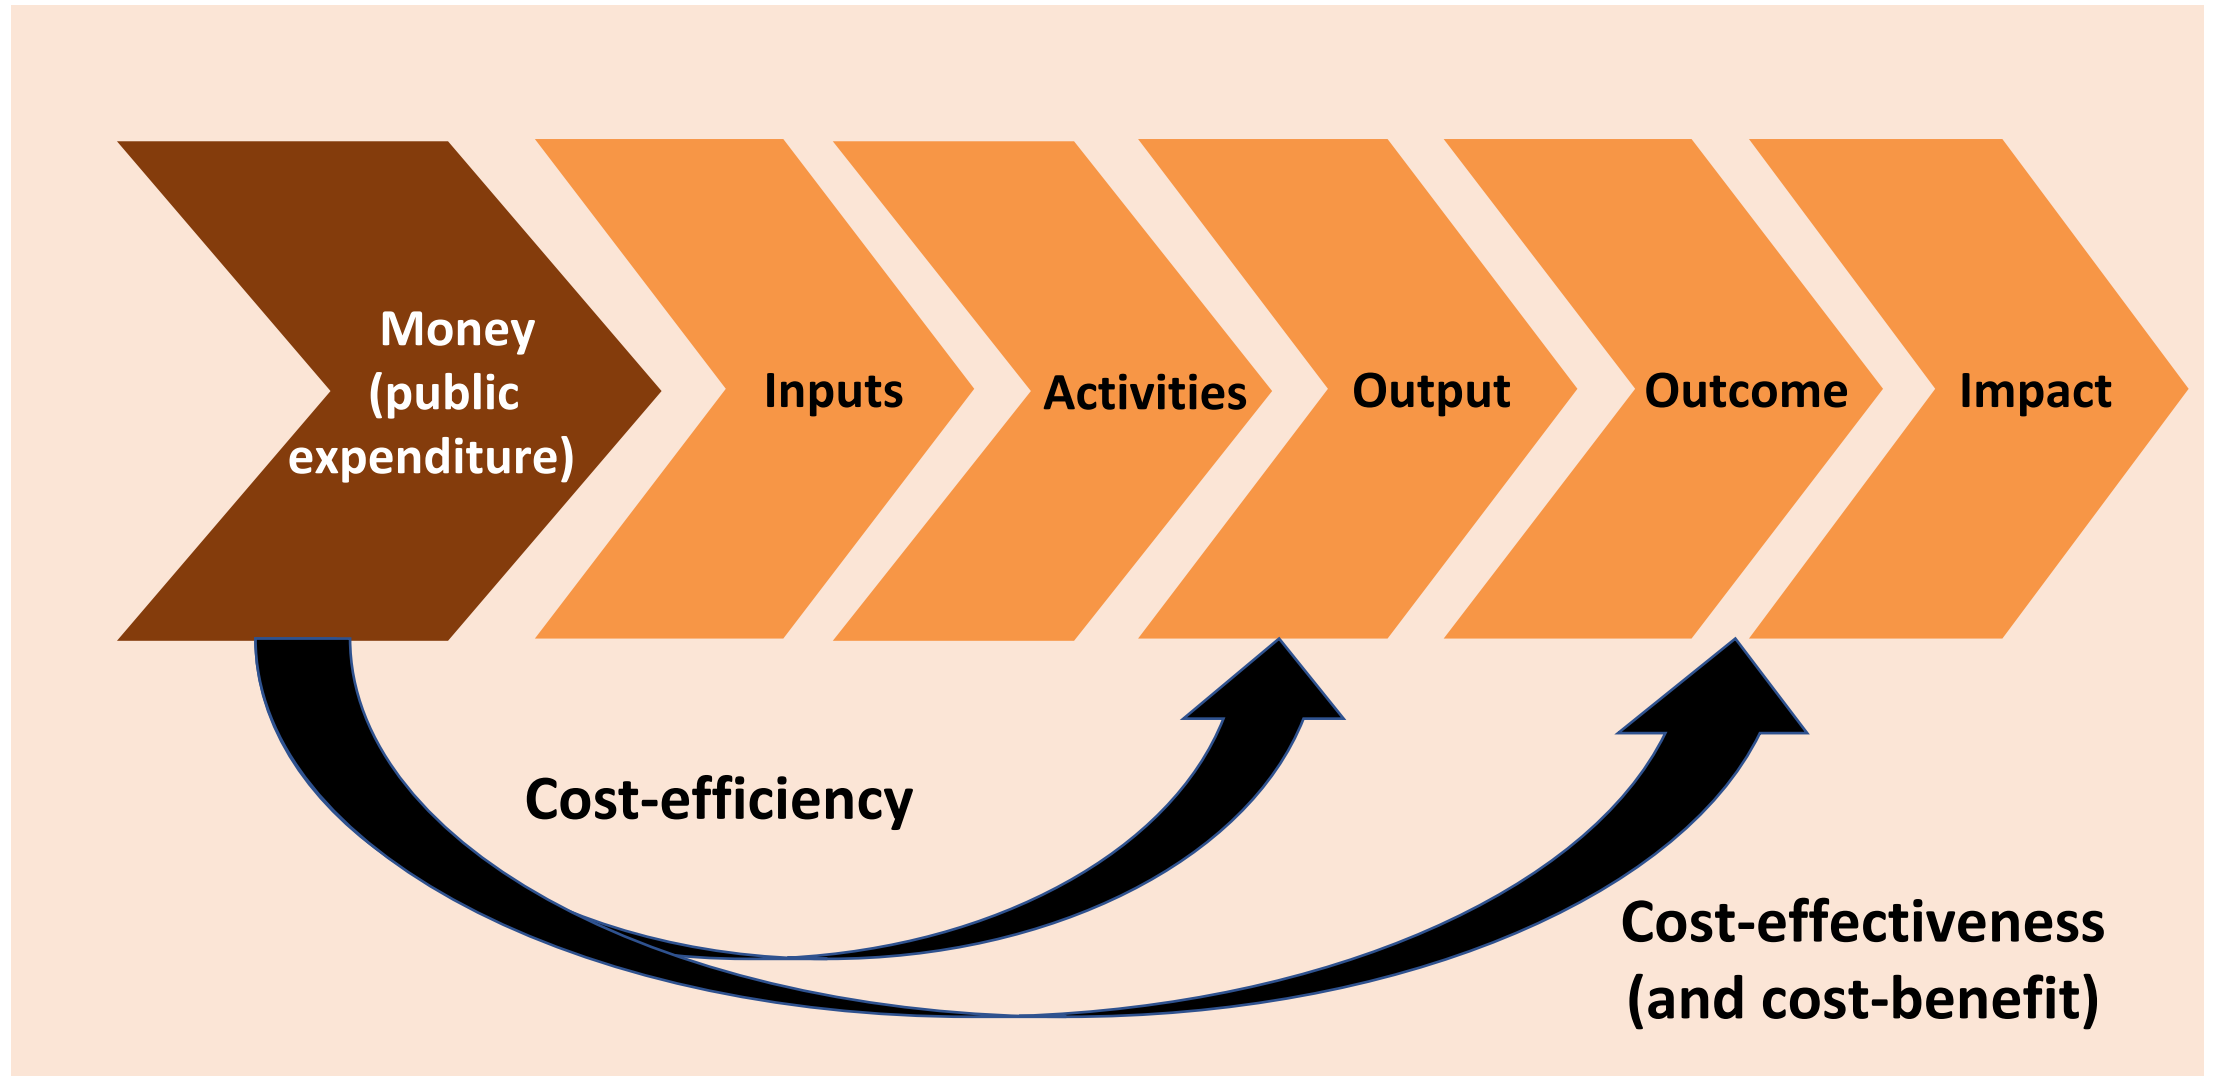 Money
(public
expenditure)
Inputs
Activities
Output
Outcome
Impact
Cost-efficiency
Cost-effectiveness
(and cost-benefit)